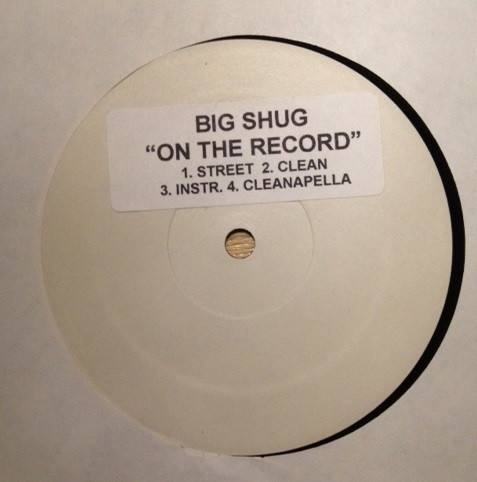 BIG SHUG
“ON THE RECORD”
1. STREET 2. CLEAN
3. INSTR. 4. CLEANAPELLA